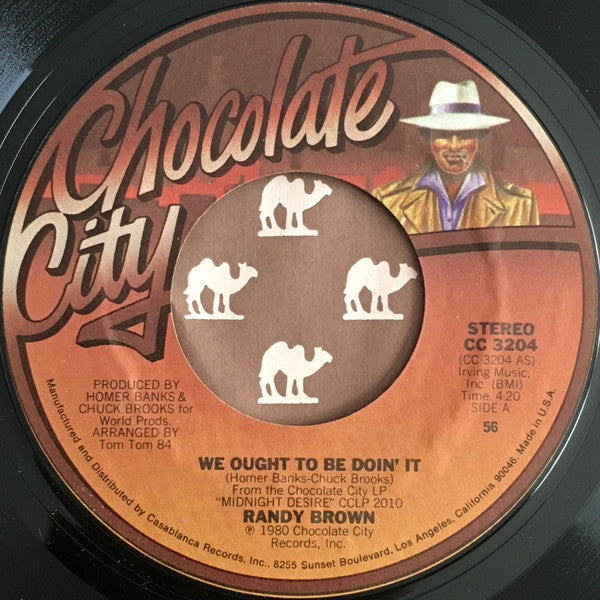 Chocolate
City
STEREO
CC 3204
(CC 3204 AS)
Irving Music,
Inc. (BMI)
Time: 4:20
SIDE A
56
PRODUCED BY
HOMER BANKS &
CHUCK BROOKS for
World Prods.
ARRANGED BY
Tom Tom 84
WE OUGHT TO BE DOIN' IT
(Homer Banks-Chuck Brooks)
From the Chocolate City LP
"MIDNIGHT DESIRE" CCLP 2010
RANDY BROWN
℗ 1980 Chocolate City
Records, Inc.
Manufactured and Distributed by Casablanca Records, Inc., 8255 Sunset Boulevard, Los Angeles, California 90046. Made in U.S.A.